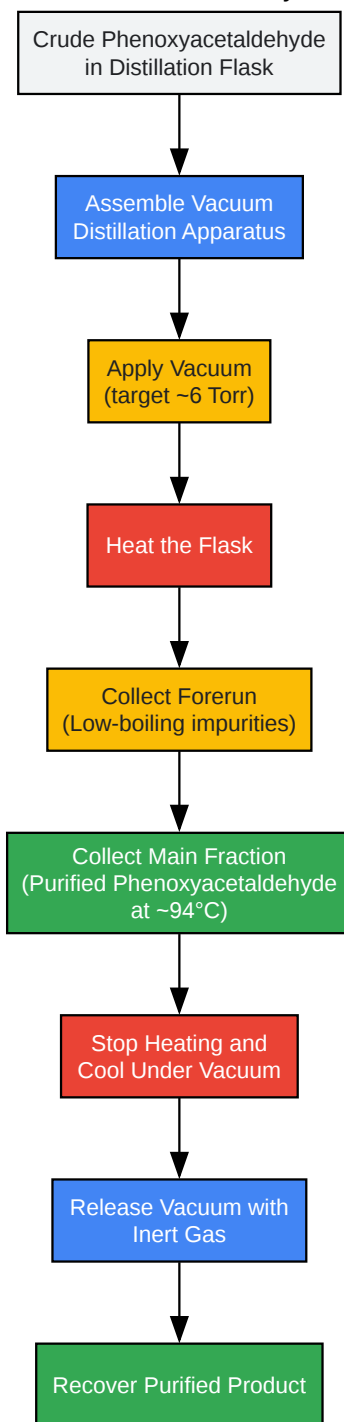 Crude Phenoxyacetaldehyde
in Distillation Flask
Assemble Vacuum
Distillation Apparatus
Apply Vacuum
(target ~6 Torr)
Heat the Flask
Collect Forerun
(Low-boiling impurities)
Collect Main Fraction
(Purified Phenoxyacetaldehyde
at ~94°C)
Stop Heating and
Cool Under Vacuum
Release Vacuum with
Inert Gas
Recover Purified Product